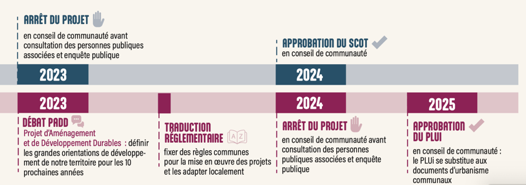 ARRÊT DU PROJET
en conseil de communauté avant
consultation des personnes publiques
associées et enquête publique
APPROBATION DU SCOT
en conseil de communauté
2023
2024
2023
2024
2025
DÉBAT PADD
Projet d'Aménagement
et de Développement Durables : définir
les grandes orientations de développe-
ment de notre territoire pour les 10
prochaines années
TRADUCTION
RÉGLEMENTAIRE
fixer des règles communes
pour la mise en œuvre des projets
et les adapter localement
A Z
ARRÊT DU PROJET
en conseil de communauté avant
consultation des personnes
publiques associées et enquête
publique
APPROBATION
DU PLUI
en conseil de communauté :
le PLUi se substitue aux
documents d'urbanisme
communaux